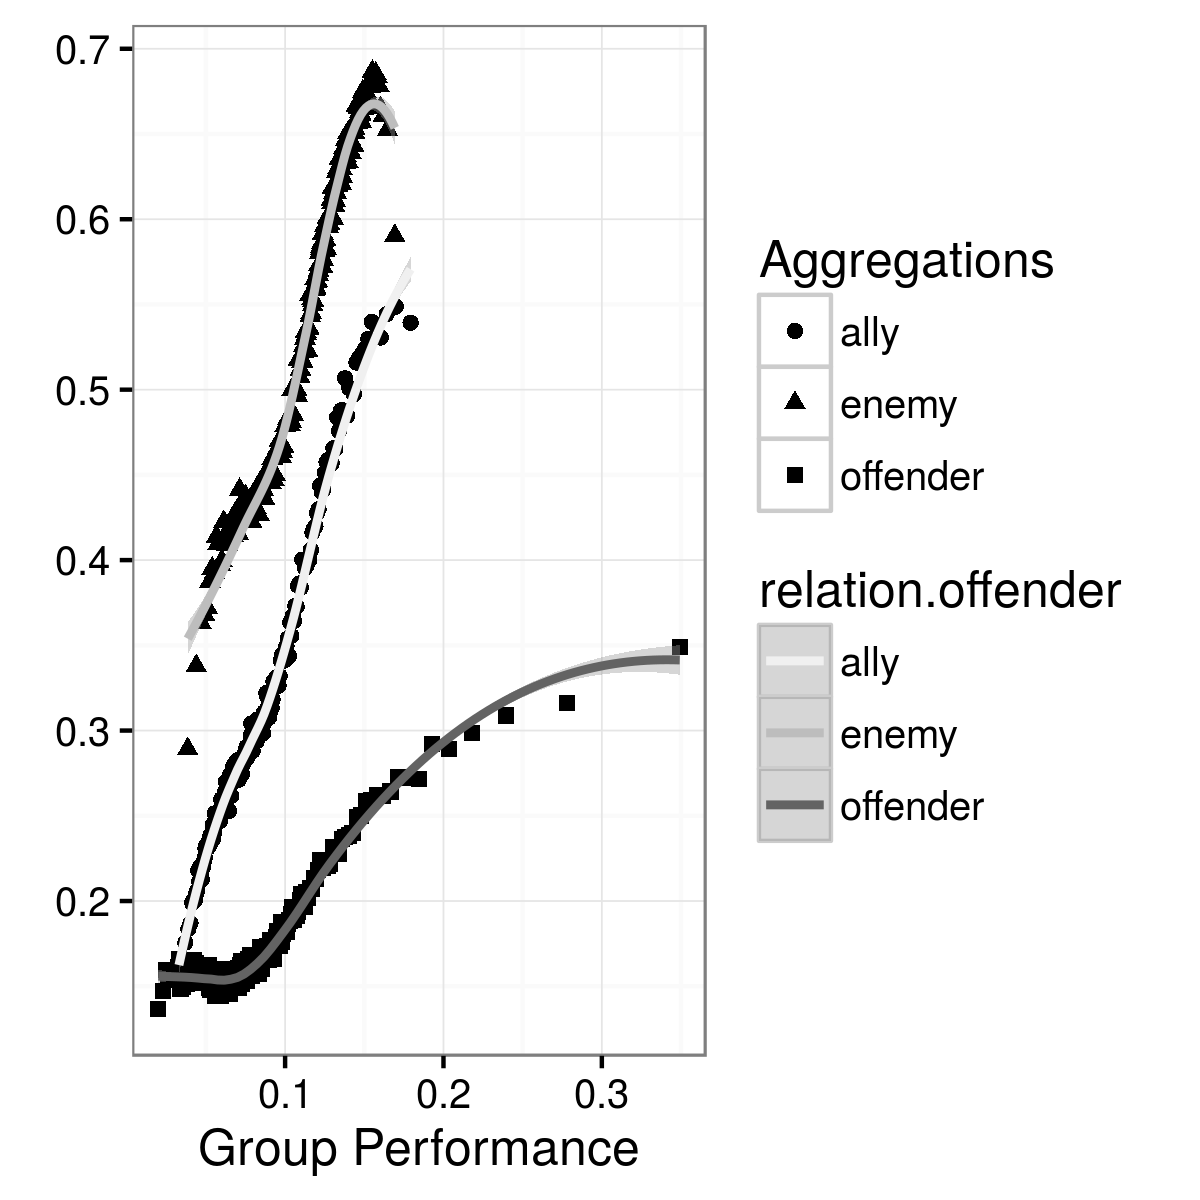 0.7
0.6
0.5
0.4
0.3
0.2
0.1 0.2 0.3
Group Performance
Aggregations
ally
enemy
offender
relation.offender
ally
enemy
offender